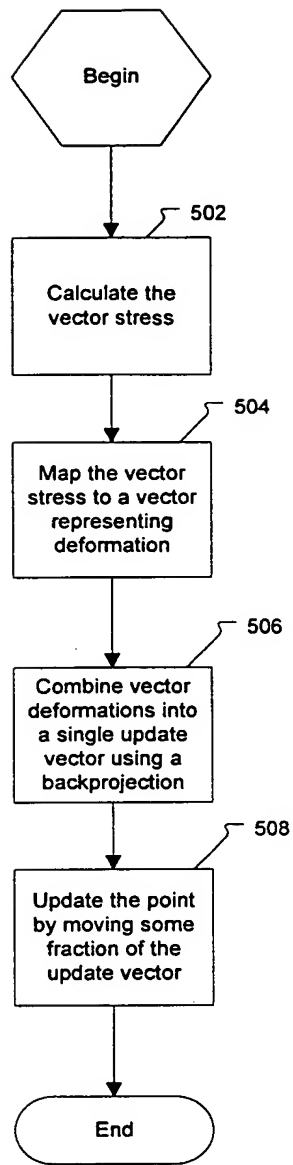 Begin
502
Calculate the
vector stress
504
Map the vector
stress to a vector
representing
deformation
506
Combine vector
deformations into
a single update
vector using a
backprojection
508
Update the point
by moving some
fraction of the
update vector
End